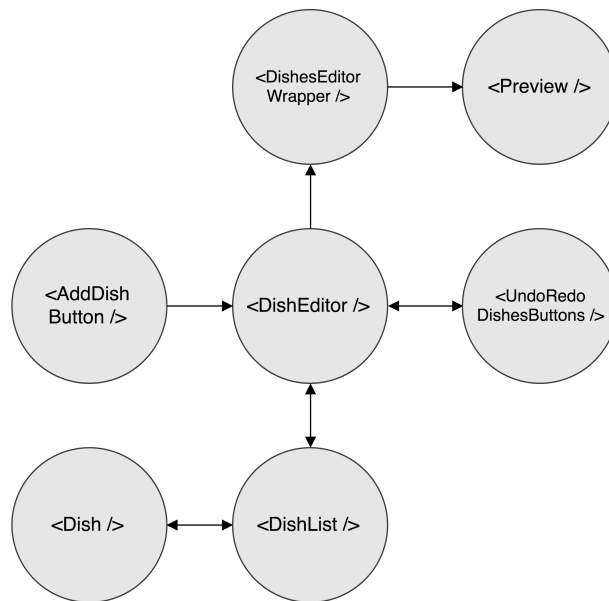 <DishesEditor
Wrapper />
<Preview />
<AddDish
Button />
<DishEditor />
<UndoRedo
DishesButtons />
<Dish />
<DishList />